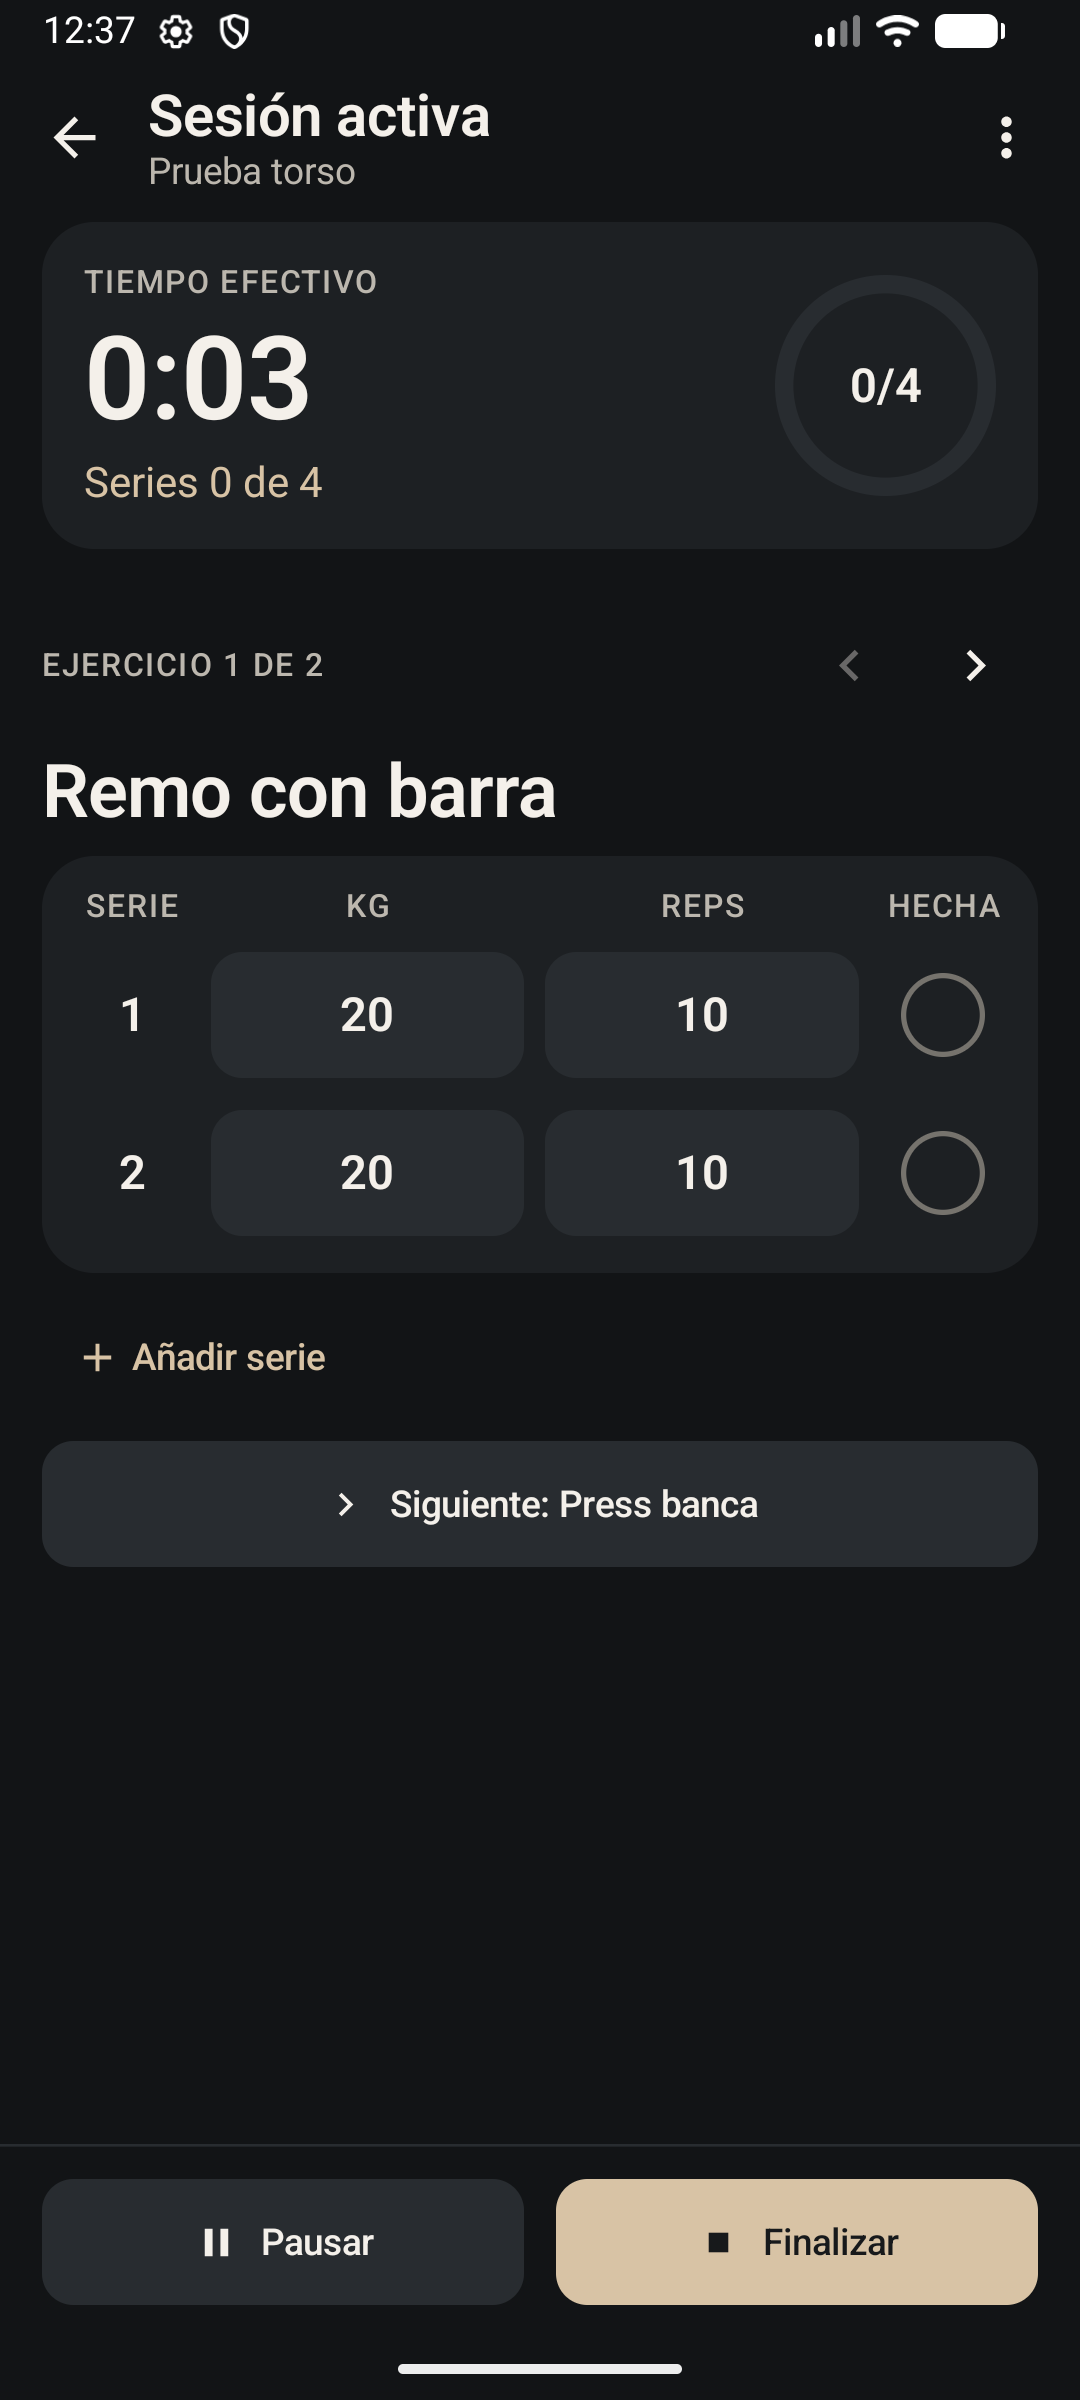 12:37
Sesión activa
Prueba torso
TIEMPO EFECTIVO
0:03
0/4
Series 0 de 4
EJERCICIO 1 DE 2
Remo con barra
SERIE KG REPS HECHA
1 20 10
2 20 10
+ Añadir serie
Siguiente: Press banca
Pausar Finalizar